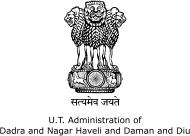 सत्यमेव जयते
U.T. Administration of
Dadra and Nagar Haveli and Daman and Diu